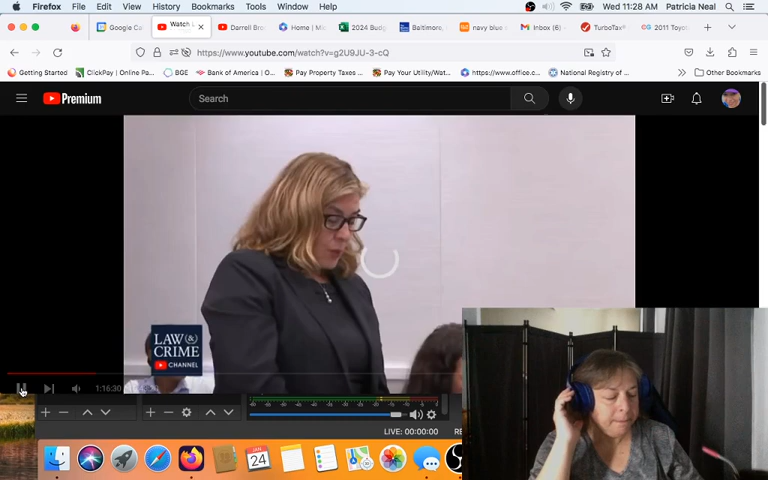 Firefox File Edit View History Bookmarks Tools Window Wed 11:28 AM Patricia Neal
Google Ca Watch L Darrell Bro Home | Mi 2024 Budg Baltimore, navy blue Inbox ( TurboTax® 2011 Toyot
https://www.youtube.com/watch?v=g2U9JU-3-cQ
Getting Started ClickPay | Online Pa... BGE Bank of America | O... Pay Property Taxes ... Pay Your Utility/Wat... https://www.office.c... National Registry of ... Other Bookmarks
Premium
Search
LAW&
CRIME
CHANNEL
1:16:30
LIVE: 00:00:00
JAN
24